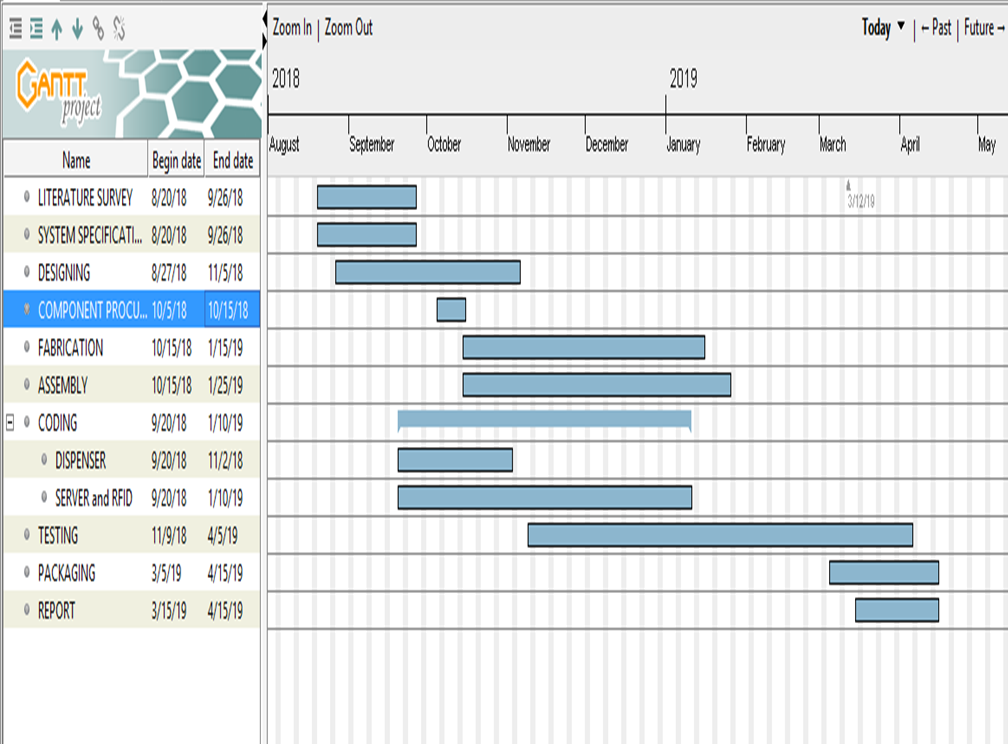 Zoom In | Zoom Out Today ▼ | ←Past | Future→
GANTT
project
2018 2019
August September October November December January February March April May
Name Begin date End date
LITERATURE SURVEY 8/20/18 9/26/18
3/12/19
SYSTEM SPECIFICATI... 8/20/18 9/26/18
DESIGNING 8/27/18 11/5/18
COMPONENT PROCU... 10/5/18 10/15/18
FABRICATION 10/15/18 1/15/19
ASSEMBLY 10/15/18 1/25/19
CODING 9/20/18 1/10/19
DISPENSER 9/20/18 11/2/18
SERVER and RFID 9/20/18 1/10/19
TESTING 11/9/18 4/5/19
PACKAGING 3/5/19 4/15/19
REPORT 3/15/19 4/15/19